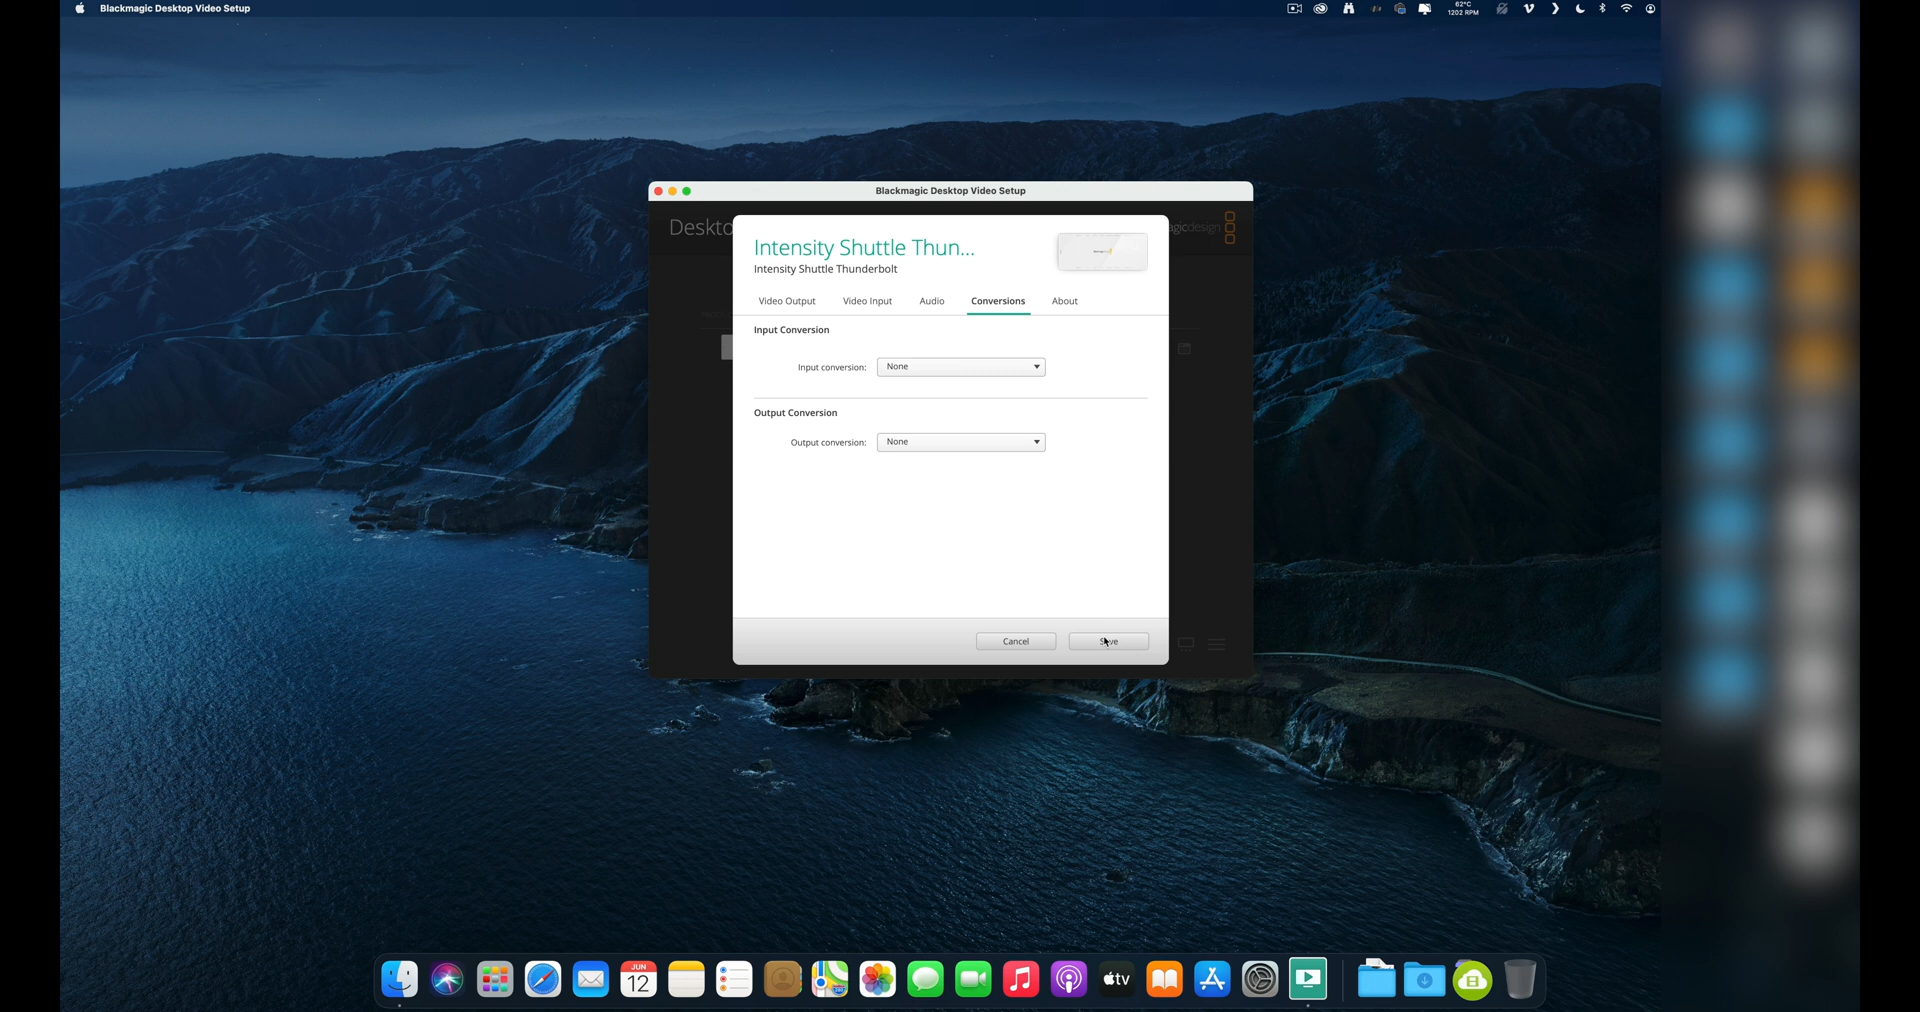 Blackmagic Desktop Video Setup
62°C
1202 RPM
Blackmagic Desktop Video Setup
Deskto
agicdesign
Intensity Shuttle Thun...
Intensity Shuttle Thunderbolt
Video Output
Video Input
Audio
Conversions
About
Input Conversion
Input conversion:
None
Output Conversion
Output conversion:
None
Cancel
Save
JUN
12
tv